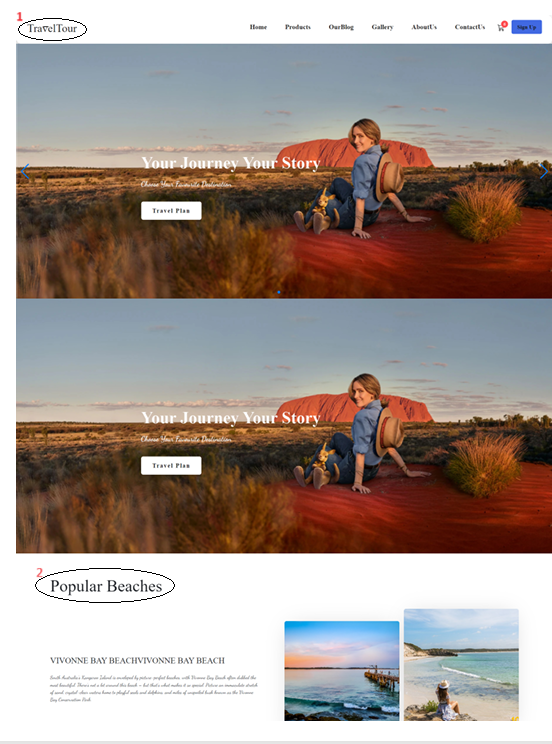 1
TravelTour
Home Products OurBlog Gallery AboutUs ContactUs 0 Sign Up
Your Journey Your Story
Choose Your Favourite Destination
Travel Plan
Your Journey Your Story
Choose Your Favourite Destination
Travel Plan
2
Popular Beaches
VIVONNE BAY BEACHVIVONNE BAY BEACH
South Australia's Kangaroo Island is enveloped by picture-perfect beaches, with Vivonne Bay Beach often dubbed the
most beautiful. There's not a lot around this beach – but that's what makes it so special. Picture an immaculate stretch
of sand, crystal-clear waters home to playful seals and dolphins, and miles of unspoiled bush known as the Vivonne
Bay Conservation Park.